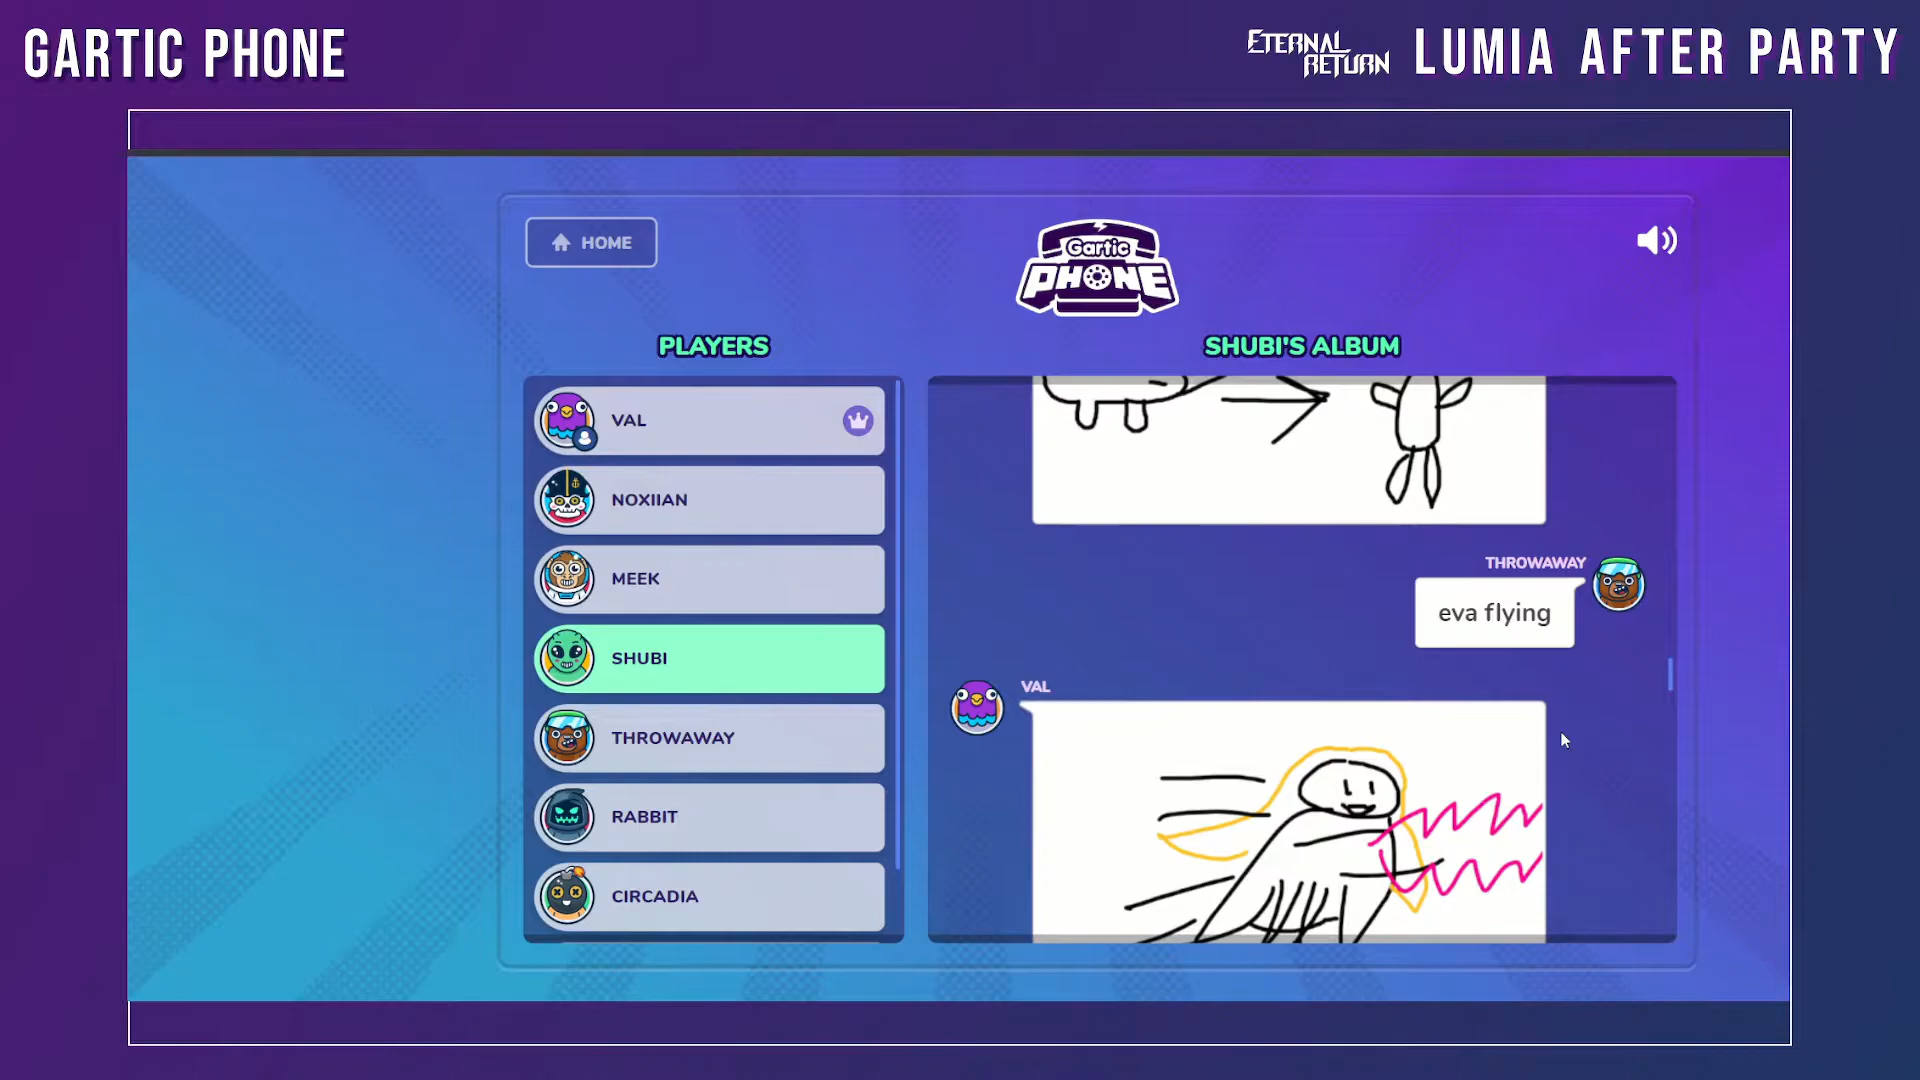 GARTIC PHONE
ETERNAL RETURN
LUMIA AFTER PARTY
HOME
Gartic
PHONE
PLAYERS
SHUBI'S ALBUM
VAL
NOXIIAN
MEEK
SHUBI
THROWAWAY
RABBIT
CIRCADIA
THROWAWAY
eva flying
VAL